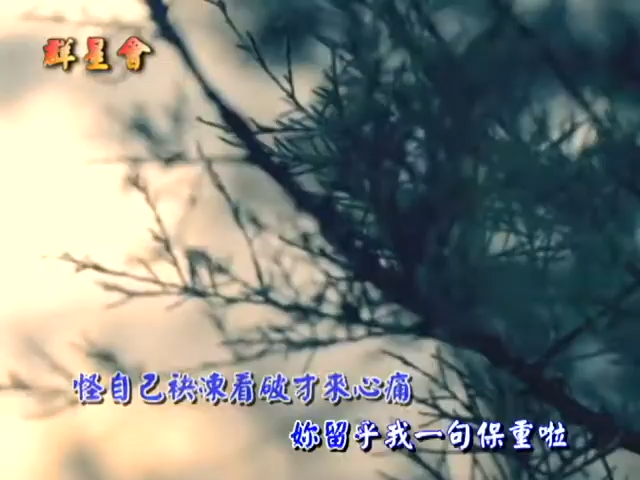 群星會
怪自己袂凍看破才來心痛
妳留乎我一句保重啦